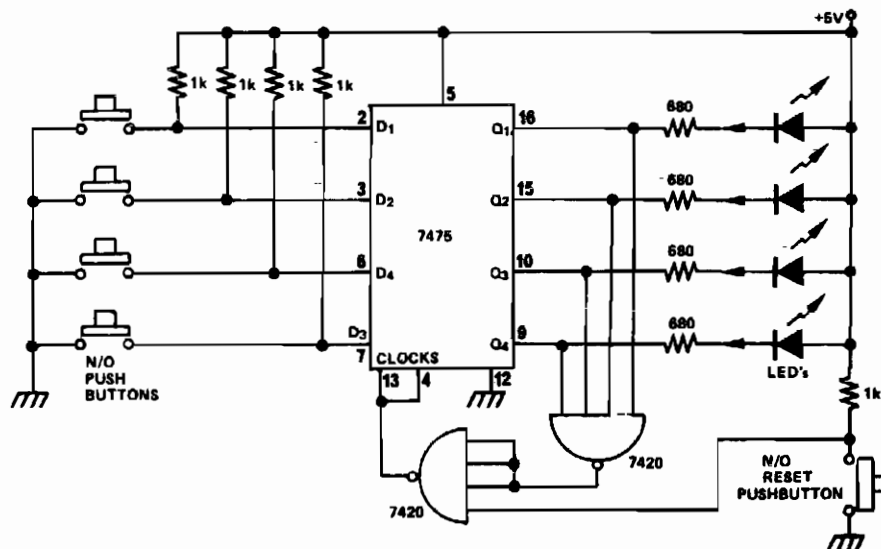 +5V
1k
1k
1k
1k
5
2
D1
16
Q1
680
3
D2
15
Q2
680
7475
6
D4
10
Q3
680
D3
7
9
Q4
680
CLOCKS
13
4
12
N/O
PUSH
BUTTONS
LED's
1k
7420
7420
N/O
RESET
PUSHBUTTON